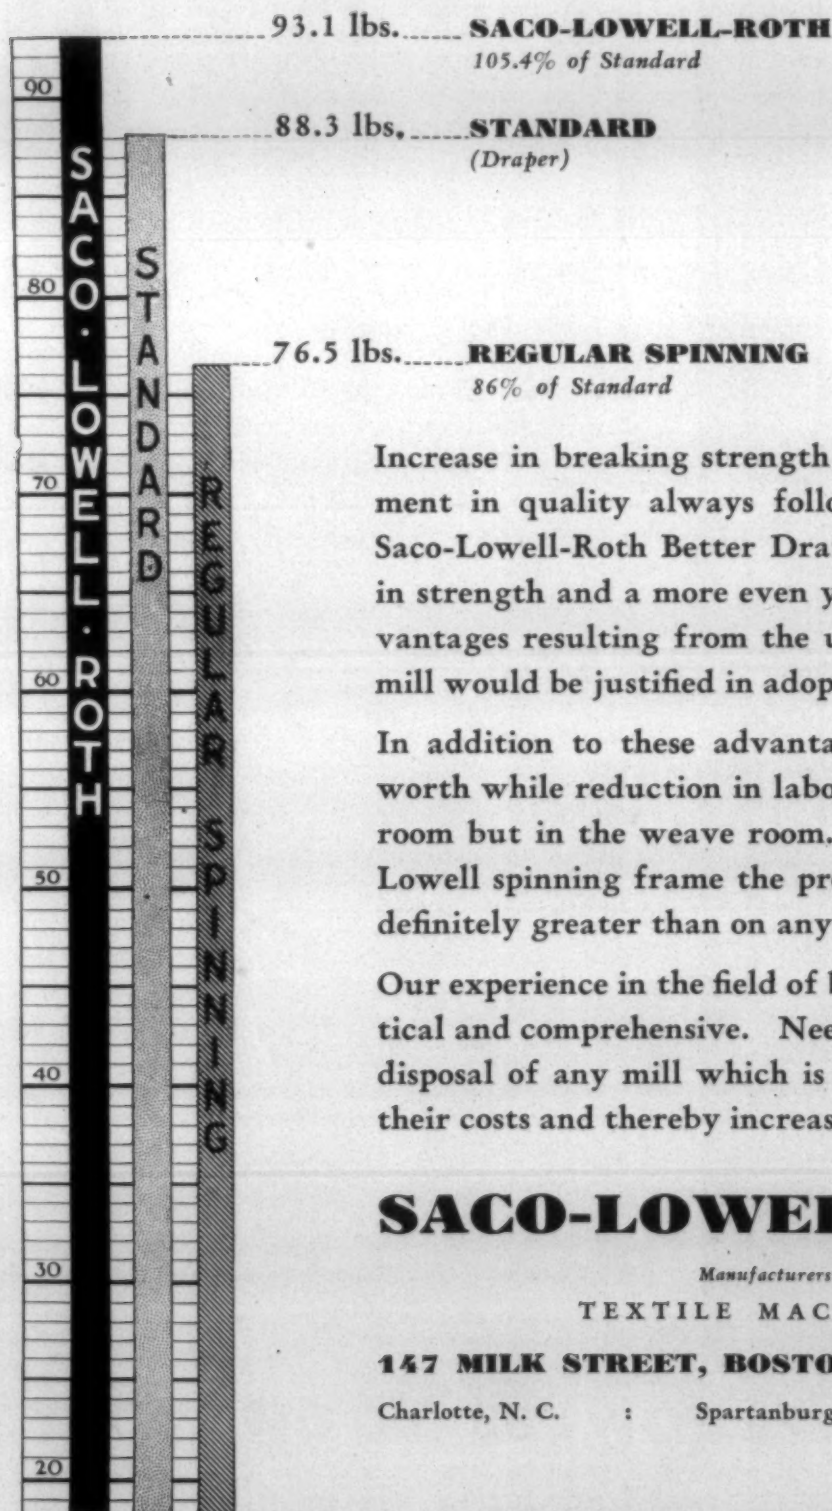 93.1 lbs. SACO-LOWELL-ROTH
105.4% of Standard
88.3 lbs. STANDARD
(Draper)
76.5 lbs. REGULAR SPINNING
86% of Standard
90
80
70
60
50
40
30
20
SACO·LOWELL·ROTH
STANDARD
REGULAR SPINNING
Increase in breaking strength
ment in quality always follo
Saco-Lowell-Roth Better Dra
in strength and a more even y
vantages resulting from the u
mill would be justified in adop
In addition to these advanta
worth while reduction in labo
room but in the weave room.
Lowell spinning frame the pr
definitely greater than on any
Our experience in the field of b
tical and comprehensive. Nee
disposal of any mill which is
their costs and thereby increas
SACO-LOWEL
Manufacturers
TEXTILE MAC
147 MILK STREET, BOSTO
Charlotte, N. C. : Spartanburg